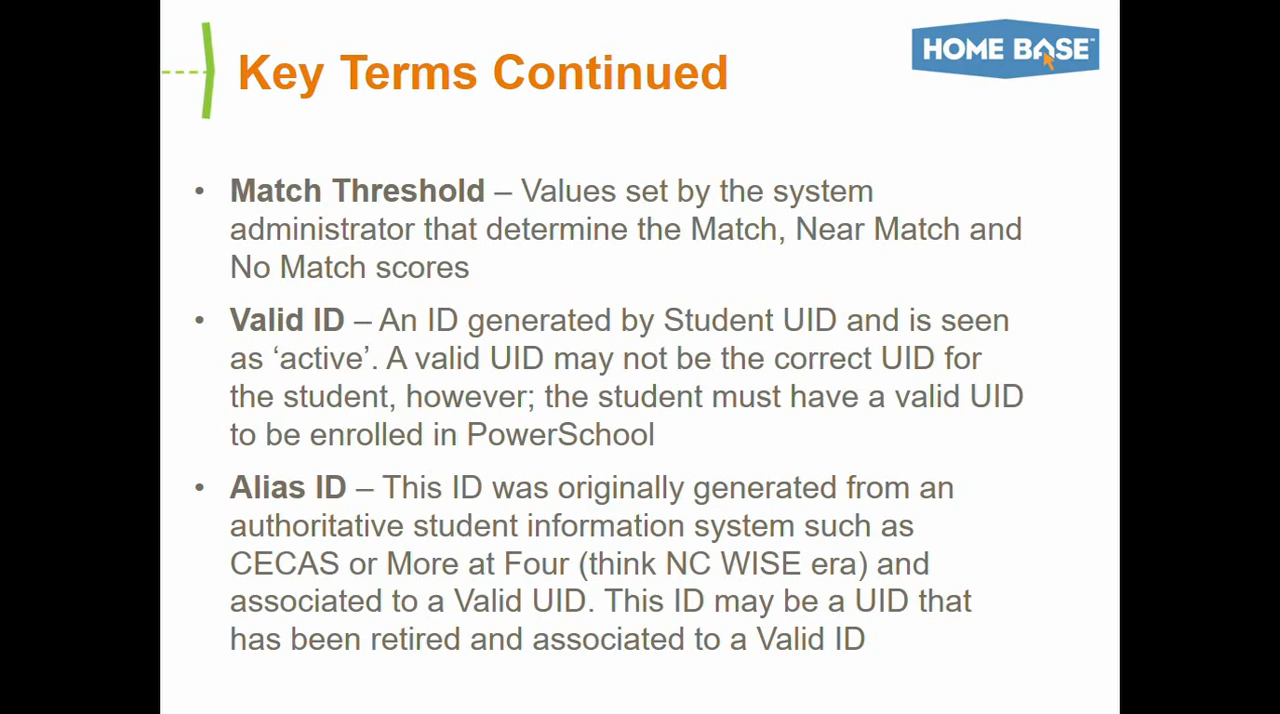 Key Terms Continued
HOME BASE™
• Match Threshold – Values set by the system
administrator that determine the Match, Near Match and
No Match scores
• Valid ID – An ID generated by Student UID and is seen
as ‘active’. A valid UID may not be the correct UID for
the student, however; the student must have a valid UID
to be enrolled in PowerSchool
• Alias ID – This ID was originally generated from an
authoritative student information system such as
CECAS or More at Four (think NC WISE era) and
associated to a Valid UID. This ID may be a UID that
has been retired and associated to a Valid ID